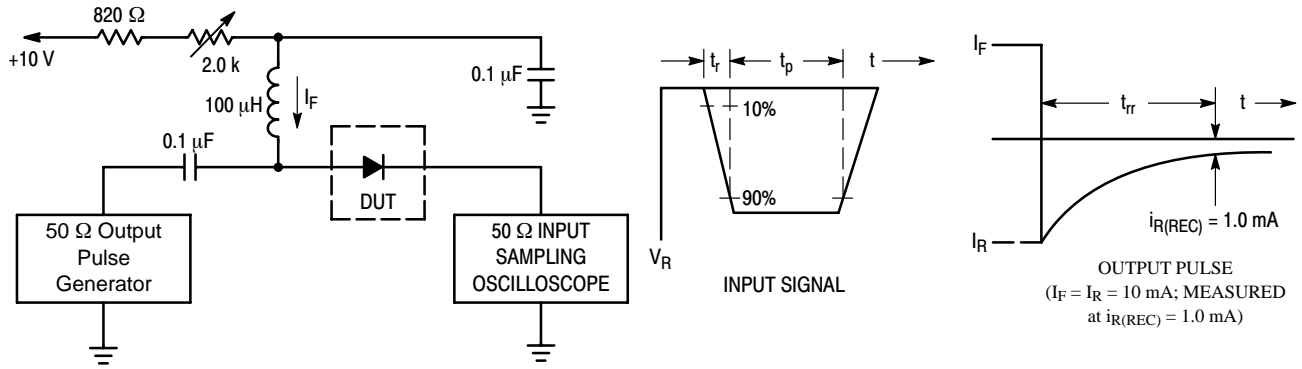 820 Ω
+10 V
2.0 k
100 µH
I_F
0.1 µF
0.1 µF
DUT
50 Ω Output
Pulse
Generator
50 Ω INPUT
SAMPLING
OSCILLOSCOPE
t_r
t_p
t
10%
90%
V_R
INPUT SIGNAL
I_F
t_rr
t
I_R
i_R(REC) = 1.0 mA
OUTPUT PULSE
(I_F = I_R = 10 mA; MEASURED
at i_R(REC) = 1.0 mA)